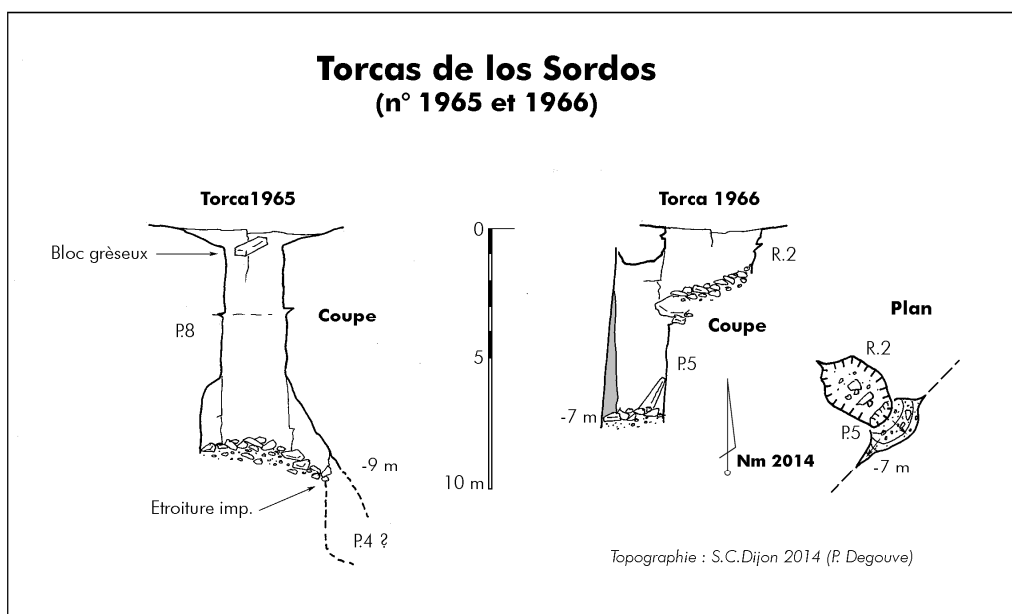 Torcas de los Sordos
(n° 1965 et 1966)
Torca1965
Bloc grèseux
P.8
Coupe
-9 m
Etroiture imp.
P.4 ?
0
5
10 m
Torca 1966
R.2
Coupe
P.5
-7 m
Nm 2014
Plan
R.2
P.5
-7 m
Topographie : S.C.Dijon 2014 (P. Degouve)